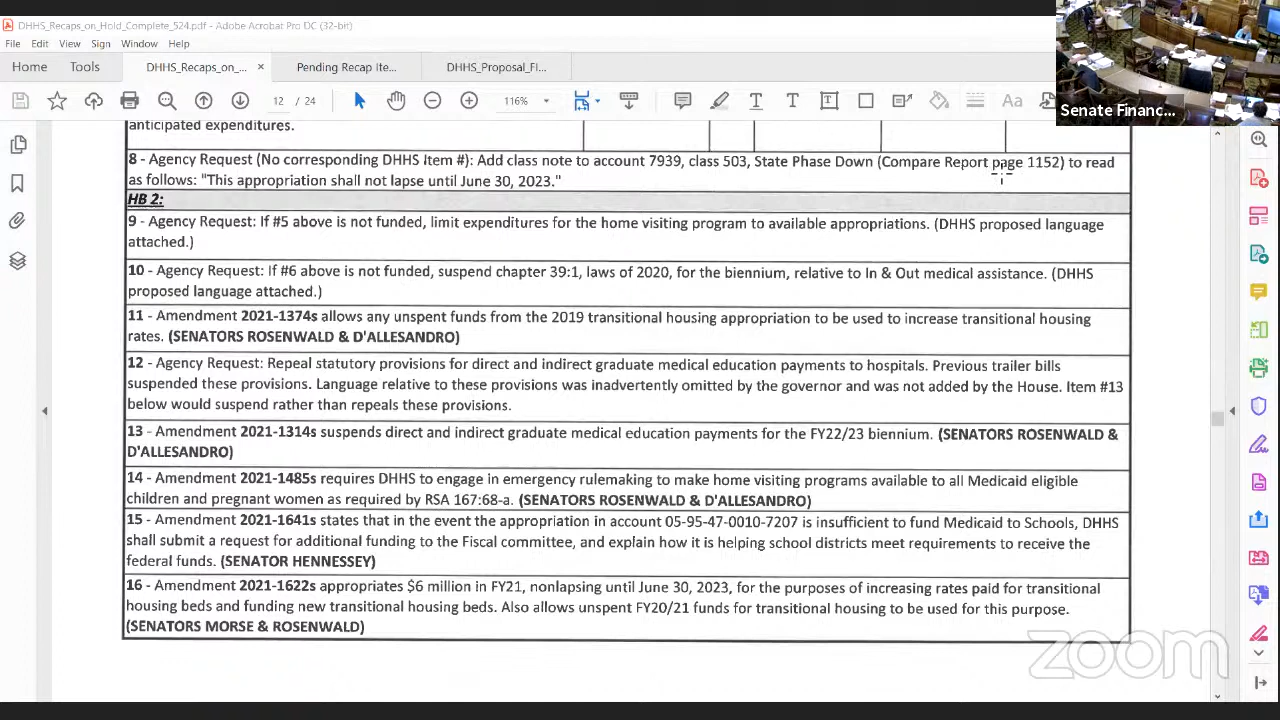 DHHS_Recaps_on_Hold_Complete_524.pdf - Adobe Acrobat Pro DC (32-bit)
File Edit View Sign Window Help
Home Tools DHHS_Recaps_on_... × Pending Recap Ite... DHHS_Proposal_Fl...
12 / 24 116% Aa
Senate Financ...
anticipated expenditures.
8 - Agency Request (No corresponding DHHS Item #): Add class note to account 7939, class 503, State Phase Down (Compare Report page 1152) to read
as follows: "This appropriation shall not lapse until June 30, 2023."
HB 2:
9 - Agency Request: If #5 above is not funded, limit expenditures for the home visiting program to available appropriations. (DHHS proposed language
attached.)
10 - Agency Request: If #6 above is not funded, suspend chapter 39:1, laws of 2020, for the biennium, relative to In & Out medical assistance. (DHHS
proposed language attached.)
11 - Amendment 2021-1374s allows any unspent funds from the 2019 transitional housing appropriation to be used to increase transitional housing
rates. (SENATORS ROSENWALD & D'ALLESANDRO)
12 - Agency Request: Repeal statutory provisions for direct and indirect graduate medical education payments to hospitals. Previous trailer bills
suspended these provisions. Language relative to these provisions was inadvertently omitted by the governor and was not added by the House. Item #13
below would suspend rather than repeals these provisions.
13 - Amendment 2021-1314s suspends direct and indirect graduate medical education payments for the FY22/23 biennium. (SENATORS ROSENWALD &
D'ALLESANDRO)
14 - Amendment 2021-1485s requires DHHS to engage in emergency rulemaking to make home visiting programs available to all Medicaid eligible
children and pregnant women as required by RSA 167:68-a. (SENATORS ROSENWALD & D'ALLESANDRO)
15 - Amendment 2021-1641s states that in the event the appropriation in account 05-95-47-0010-7207 is insufficient to fund Medicaid to Schools, DHHS
shall submit a request for additional funding to the Fiscal committee, and explain how it is helping school districts meet requirements to receive the
federal funds. (SENATOR HENNESSEY)
16 - Amendment 2021-1622s appropriates $6 million in FY21, nonlapsing until June 30, 2023, for the purposes of increasing rates paid for transitional
housing beds and funding new transitional housing beds. Also allows unspent FY20/21 funds for transitional housing to be used for this purpose.
(SENATORS MORSE & ROSENWALD)
zoom